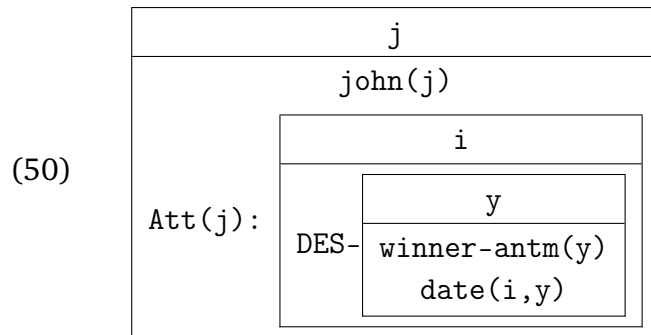 j
john(j)
i
(50)
Att(j):
DES-
y
winner-antm(y)
date(i,y)